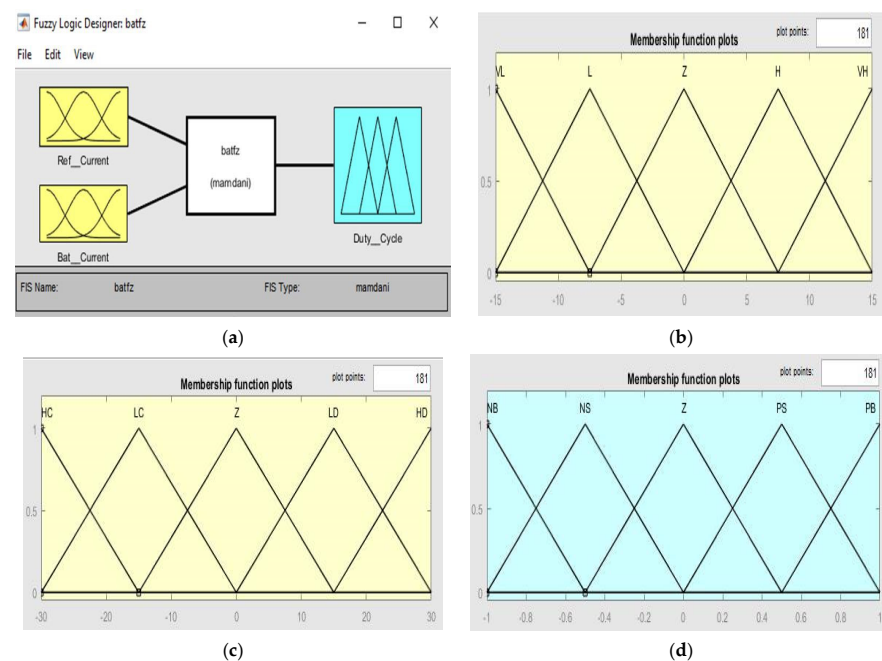 Fuzzy Logic Designer: batfz
File Edit View
Ref__Current
Bat__Current
batfz
(mamdani)
Duty__Cycle
FIS Name: batfz FIS Type: mamdani
(a)
plot points: 181
Membership function plots
VL L Z H VH
1
0.5
0
-15 -10 -5 0 5 10 15
(b)
plot points: 181
Membership function plots
HC LC Z LD HD
1
0.5
0
-30 -20 -10 0 10 20 30
(c)
plot points: 181
Membership function plots
NB NS Z PS PB
1
0.5
0
-1 -0.8 -0.6 -0.4 -0.2 0 0.2 0.4 0.6 0.8 1
(d)